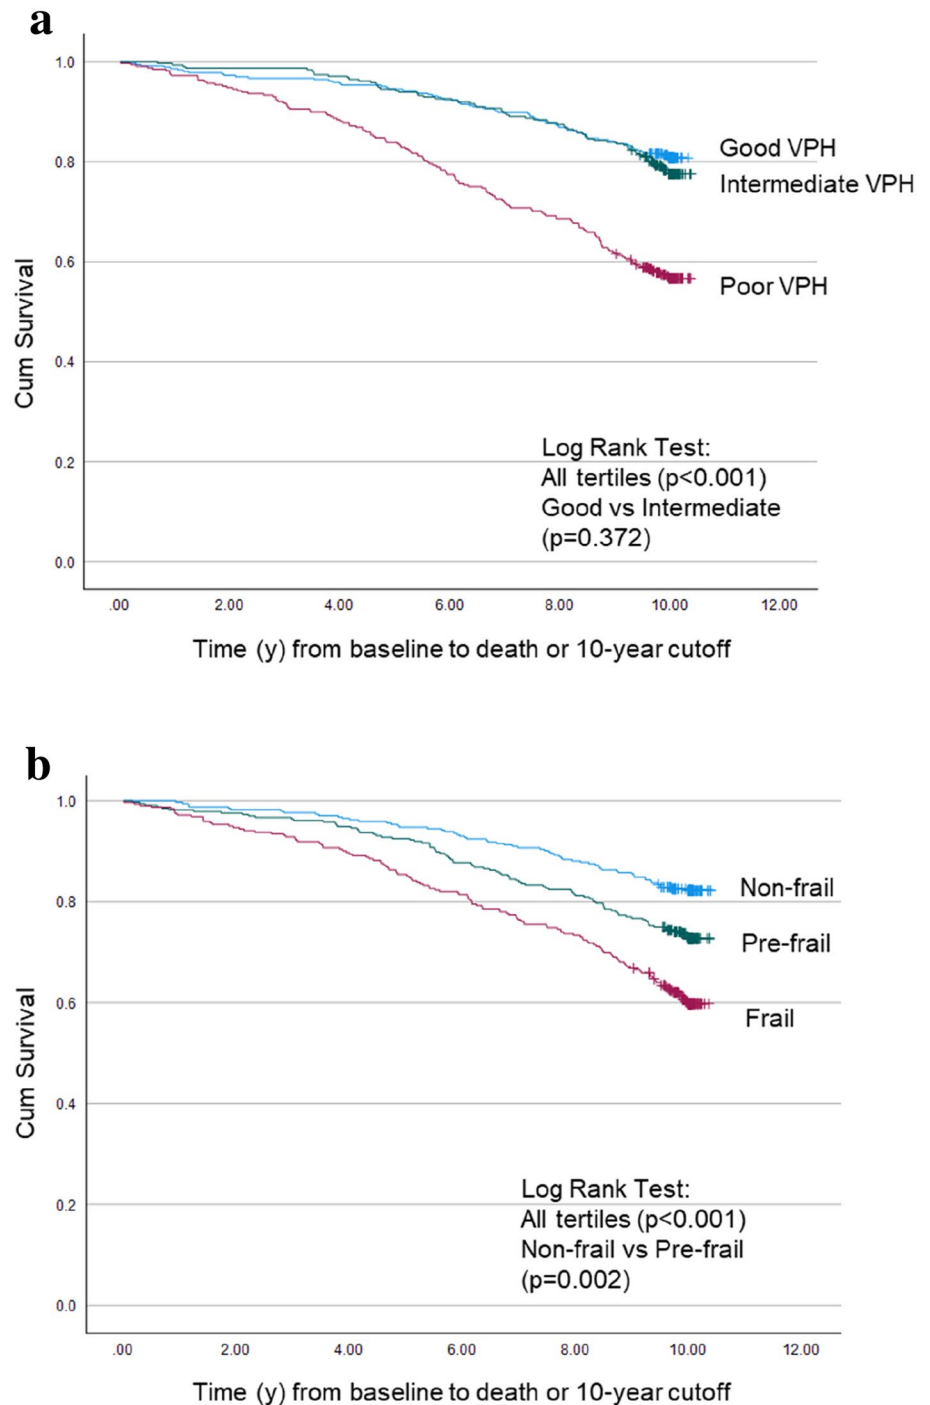 a
1.0
0.8
0.6
0.4
0.2
0.0
Cum Survival
Good VPH
Intermediate VPH
Poor VPH
Log Rank Test:
All tertiles (p<0.001)
Good vs Intermediate
(p=0.372)
.00 2.00 4.00 6.00 8.00 10.00 12.00
Time (y) from baseline to death or 10-year cutoff
b
1.0
0.8
0.6
0.4
0.2
0.0
Cum Survival
Non-frail
Pre-frail
Frail
Log Rank Test:
All tertiles (p<0.001)
Non-frail vs Pre-frail
(p=0.002)
.00 2.00 4.00 6.00 8.00 10.00 12.00
Time (y) from baseline to death or 10-year cutoff